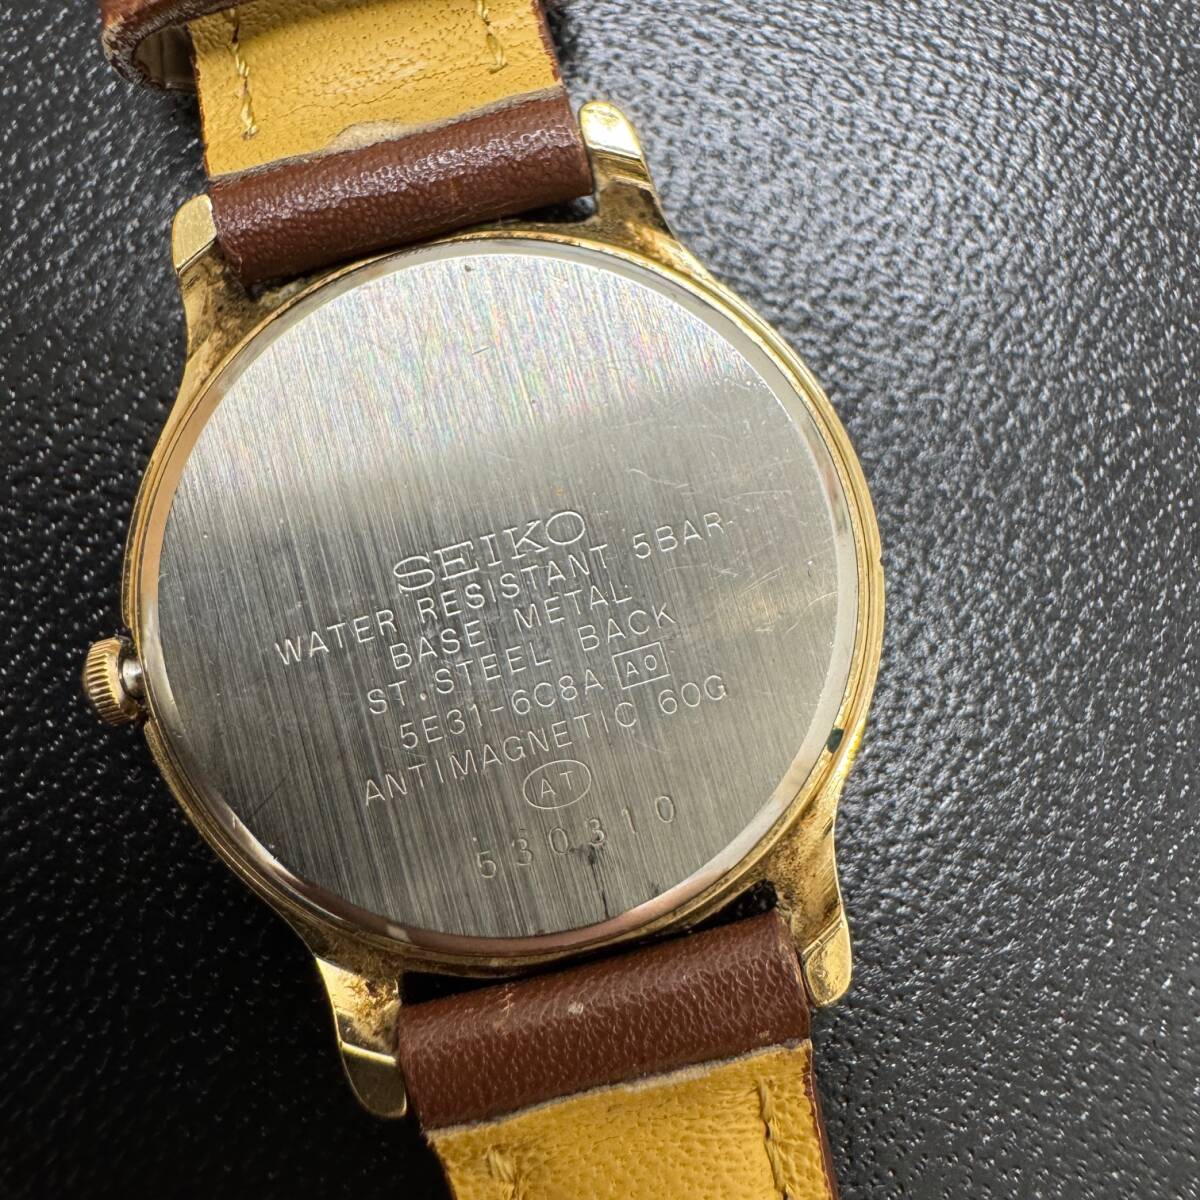 SEIKO
WATER RESISTANT 5BAR
BASE METAL
ST.STEEL BACK
5E31-6C8A A0
ANTIMAGNETIC 60G
AT
530310